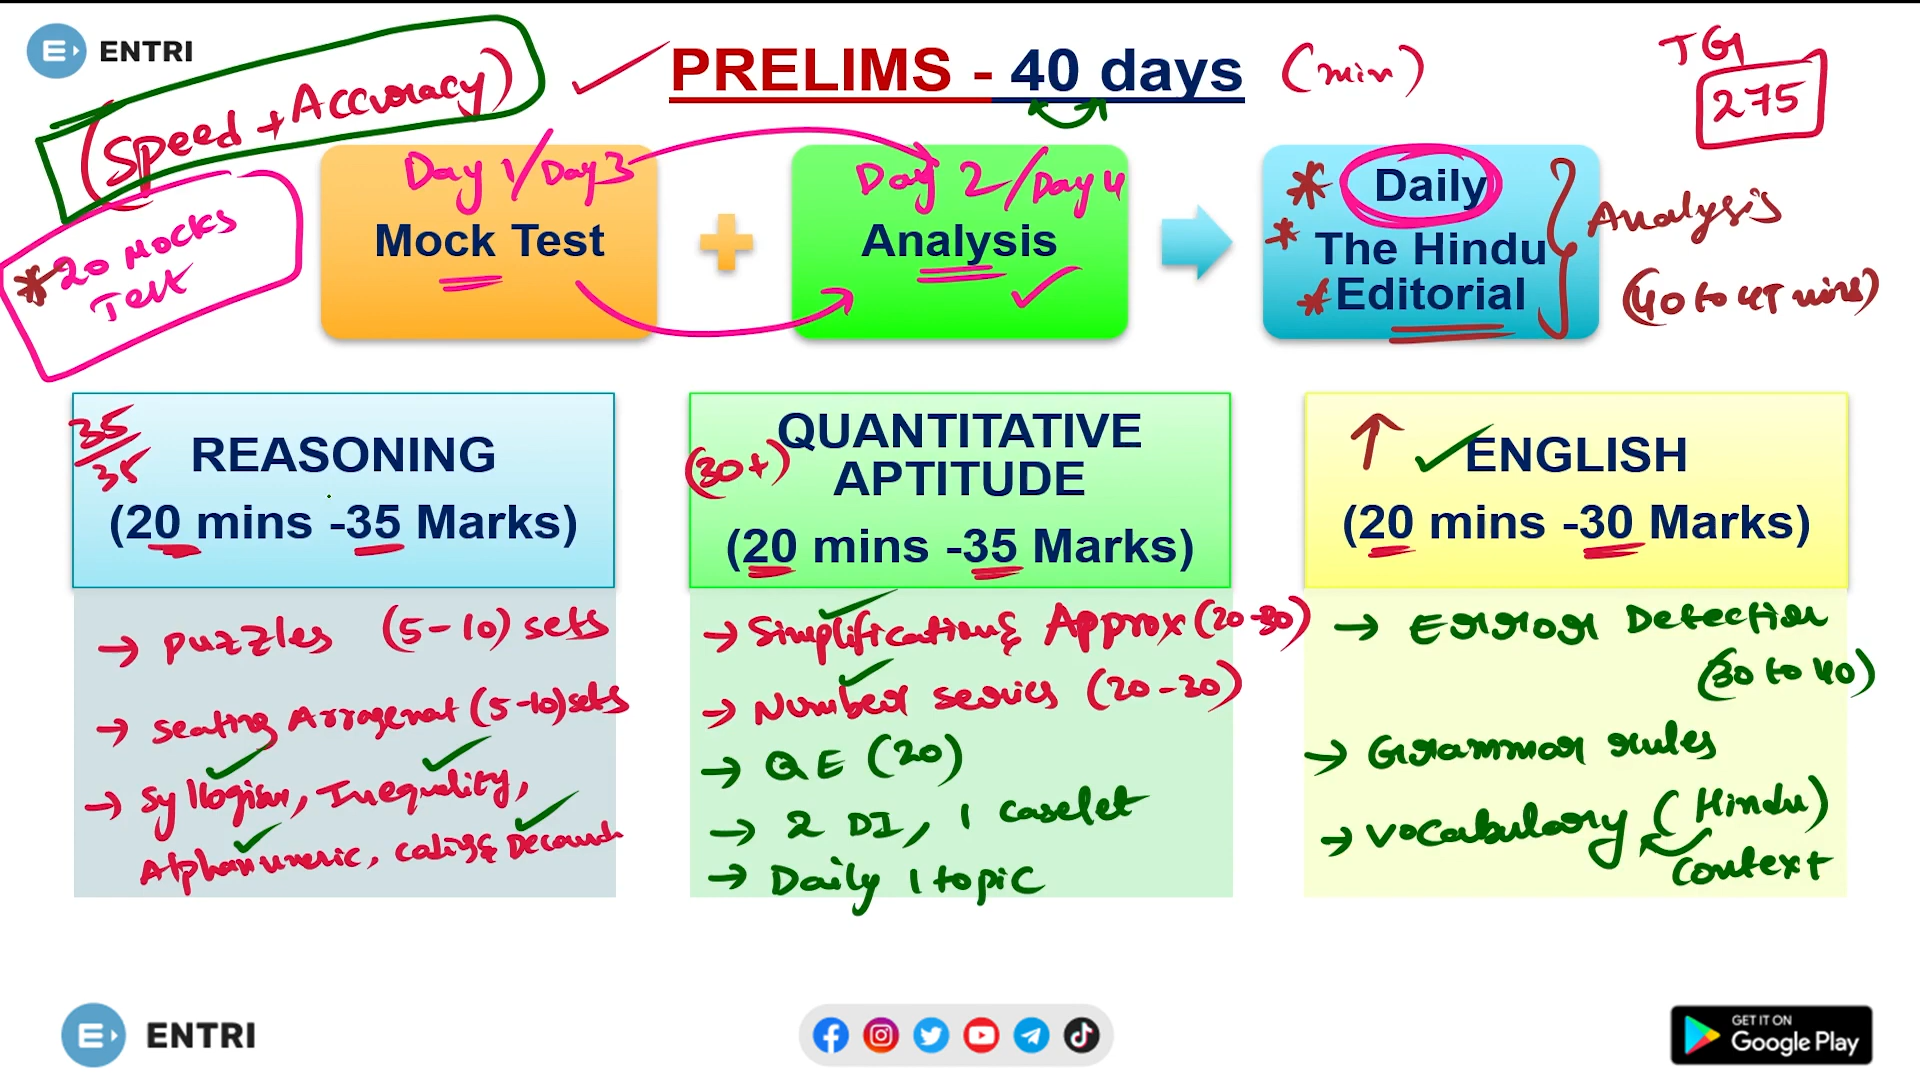 ENTRI
PRELIMS - 40 days (min)
TG
275
(Speed + Accuracy)
Day 1/Day 3
Mock Test
Day 2/Day 4
Analysis
* Daily
* The Hindu
* Editorial
Analysis
(40 to 45 mins)
*20 Mocks
Test
35/35
REASONING
(20 mins -35 Marks)
→ puzzles (5-10) sets
→ seating Arragemat (5-10) sets
→ Syllogism, Inequality,
Alphanumeric, coding &
(30+)
QUANTITATIVE
APTITUDE
(20 mins -35 Marks)
→ Simplification & Approx (20-30)
→ Number series (20-30)
→ QE (20)
→ 2 DI, 1 caselet
→ Daily 1 topic
↑ ENGLISH
(20 mins -30 Marks)
→ Error Detection
(30 to 40)
→ Grammar rules
→ Vocabulary (Hindu)
context
ENTRI
GET IT ON
Google Play